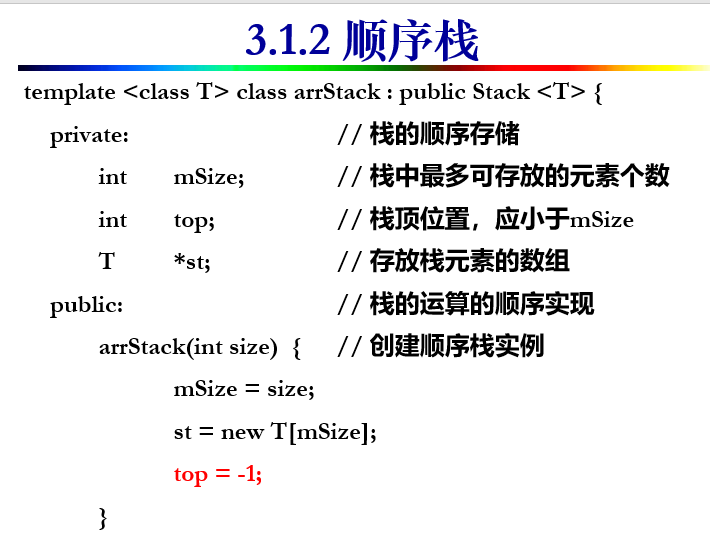 3.1.2 顺序栈
template <class T> class arrStack : public Stack <T> {
private: // 栈的顺序存储
int mSize; // 栈中最多可存放的元素个数
int top; // 栈顶位置，应小于mSize
T *st; // 存放栈元素的数组
public: // 栈的运算的顺序实现
arrStack(int size) { // 创建顺序栈实例
mSize = size;
st = new T[mSize];
top = -1;
}